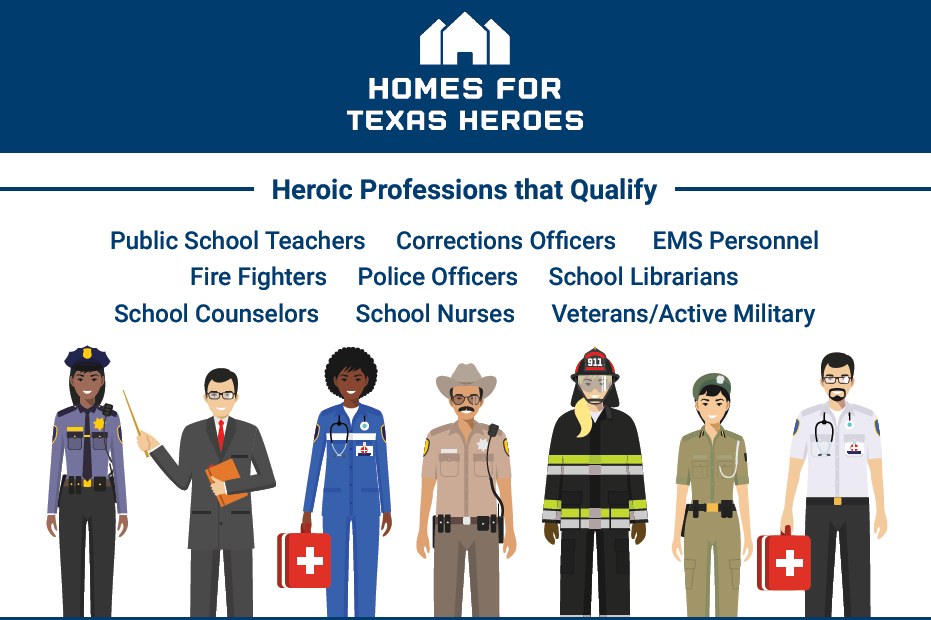 HOMES FOR
TEXAS HEROES
Heroic Professions that Qualify
Public School Teachers Corrections Officers EMS Personnel
Fire Fighters Police Officers School Librarians
School Counselors School Nurses Veterans/Active Military
911